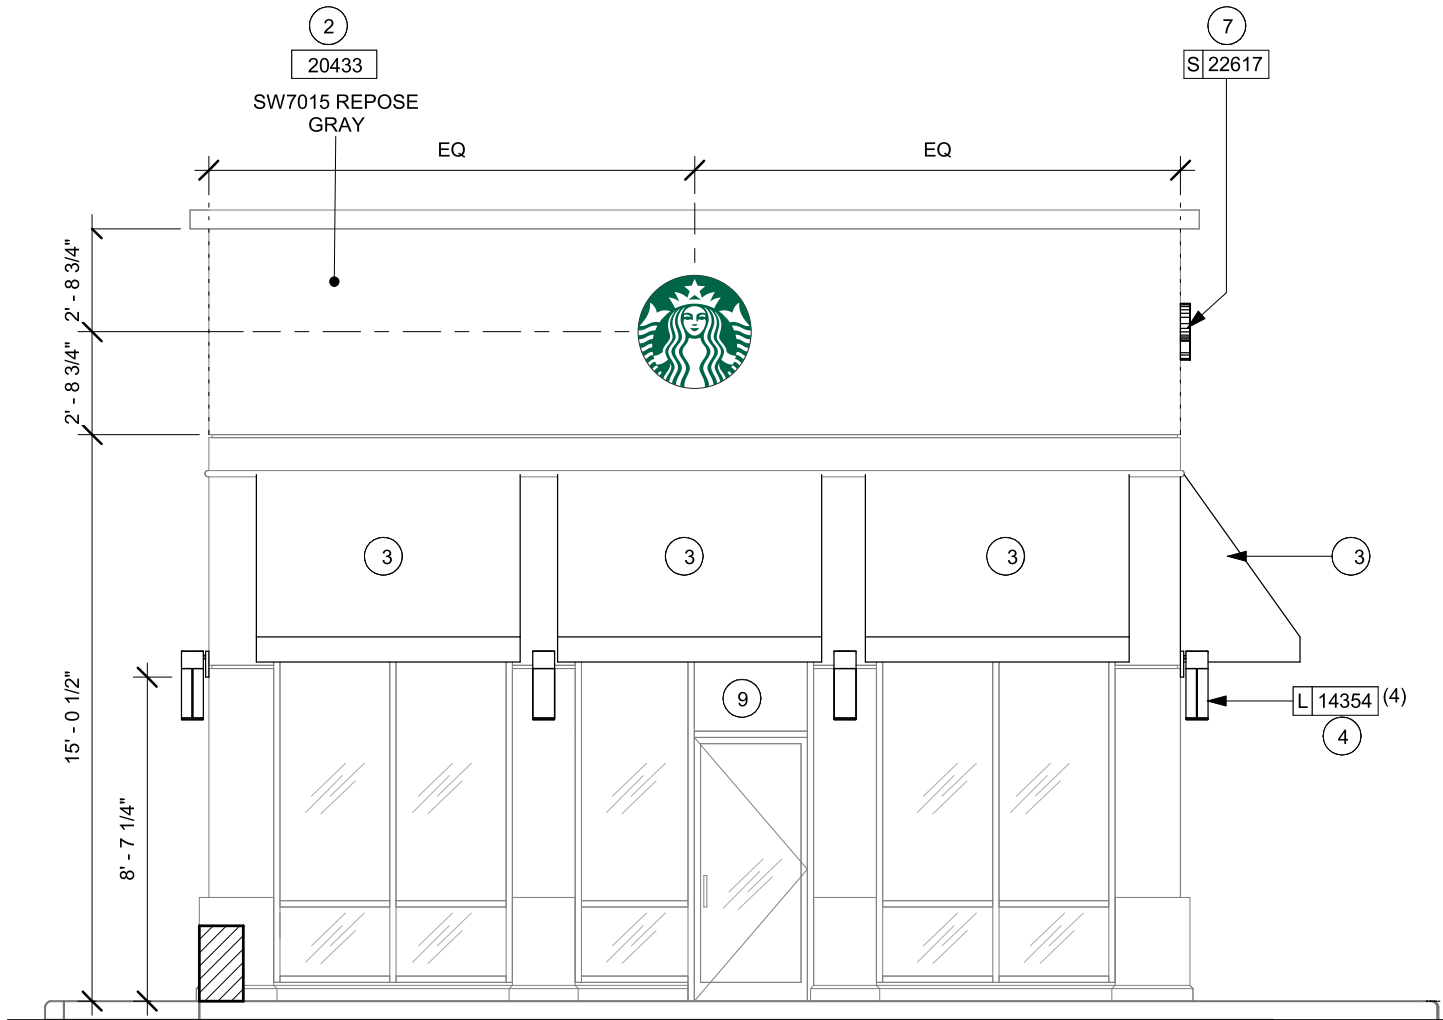 2
20433
SW7015 REPOSE
GRAY
7
S 22617
EQ
EQ
2' - 8 3/4"
2' - 8 3/4"
15' - 0 1/2"
8' - 7 1/4"
3
3
3
3
9
L 14354 (4)
4